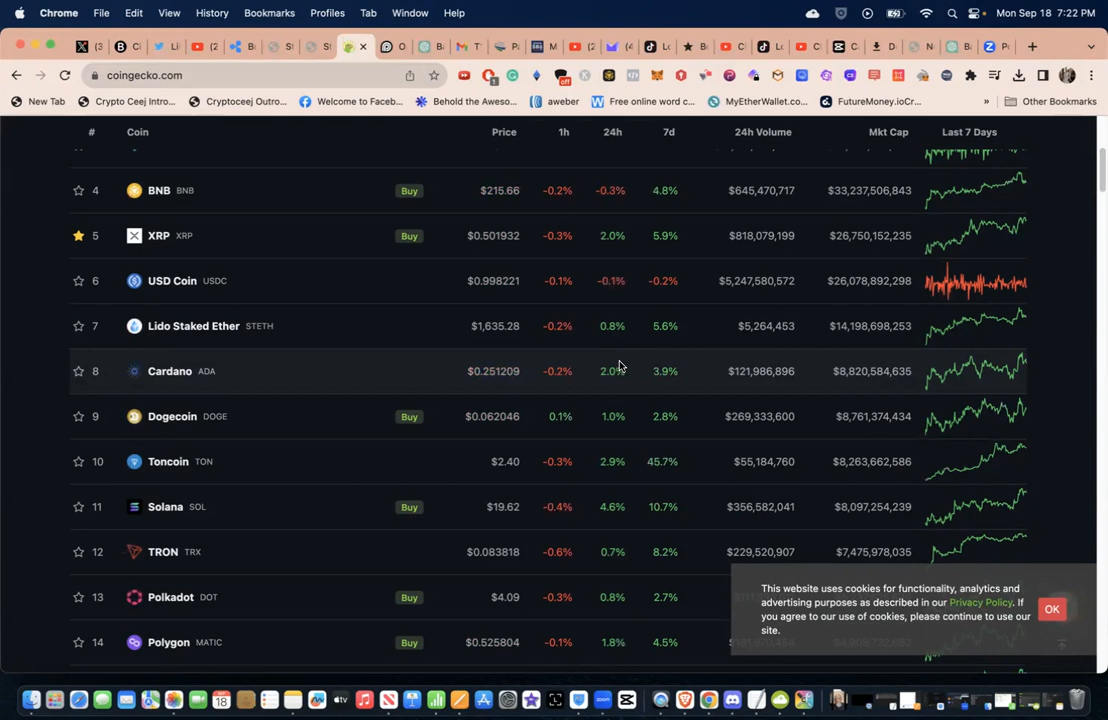 Chrome File Edit View History Bookmarks Profiles Tab Window Help Mon Sep 18 7:22 PM
coingecko.com
New Tab Crypto Ceej Intro... Cryptoceej Outro... Welcome to Faceb... Behold the Aweso... aweber Free online word c... MyEtherWallet.co... FutureMoney.ioCr... » Other Bookmarks
# Coin Price 1h 24h 7d 24h Volume Mkt Cap Last 7 Days
4 BNB BNB Buy $215.66 -0.2% -0.3% 4.8% $645,470,717 $33,237,506,843
5 XRP XRP Buy $0.501932 -0.3% 2.0% 5.9% $818,079,199 $26,750,152,235
6 USD Coin USDC $0.998221 -0.1% -0.1% -0.2% $5,247,580,572 $26,078,892,298
7 Lido Staked Ether STETH $1,635.28 -0.2% 0.8% 5.6% $5,264,453 $14,198,698,253
8 Cardano ADA $0.251209 -0.2% 2.0% 3.9% $121,986,896 $8,820,584,635
9 Dogecoin DOGE Buy $0.062046 0.1% 1.0% 2.8% $269,333,600 $8,761,374,434
10 Toncoin TON $2.40 -0.3% 2.9% 45.7% $55,184,760 $8,263,662,586
11 Solana SOL Buy $19.62 -0.4% 4.6% 10.7% $356,582,041 $8,097,254,239
12 TRON TRX $0.083818 -0.6% 0.7% 8.2% $229,520,907 $7,475,978,035
13 Polkadot DOT Buy $4.09 -0.3% 0.8% 2.7%
14 Polygon MATIC Buy $0.525804 -0.1% 1.8% 4.5%
This website uses cookies for functionality, analytics and
advertising purposes as described in our Privacy Policy. If
you agree to our use of cookies, please continue to use our
site.
OK